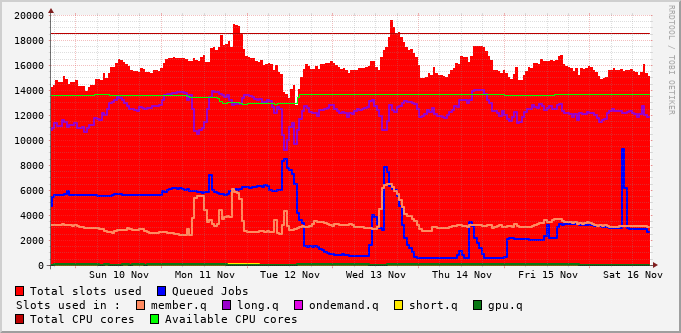 20000
18000
16000
14000
12000
10000
8000
6000
4000
2000
0
Sun 10 Nov Mon 11 Nov Tue 12 Nov Wed 13 Nov Thu 14 Nov Fri 15 Nov Sat 16 Nov
Total slots used Queued Jobs
Slots used in : member.q long.q ondemand.q short.q gpu.q
Total CPU cores Available CPU cores
RRDTOOL / TOBI OETIKER